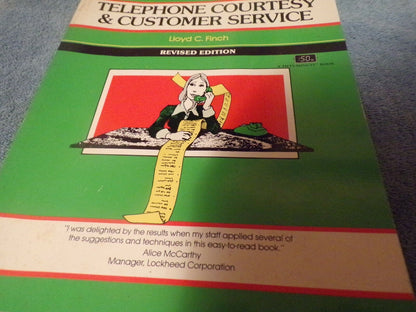 TELEPHONE COURTESY
& CUSTOMER SERVICE
Lloyd C. Finch
REVISED EDITION
50
"I was delighted by the results when my staff applied several of
the suggestions and techniques in this easy-to-read book."
Alice McCarthy
Manager, Lockheed Corporation